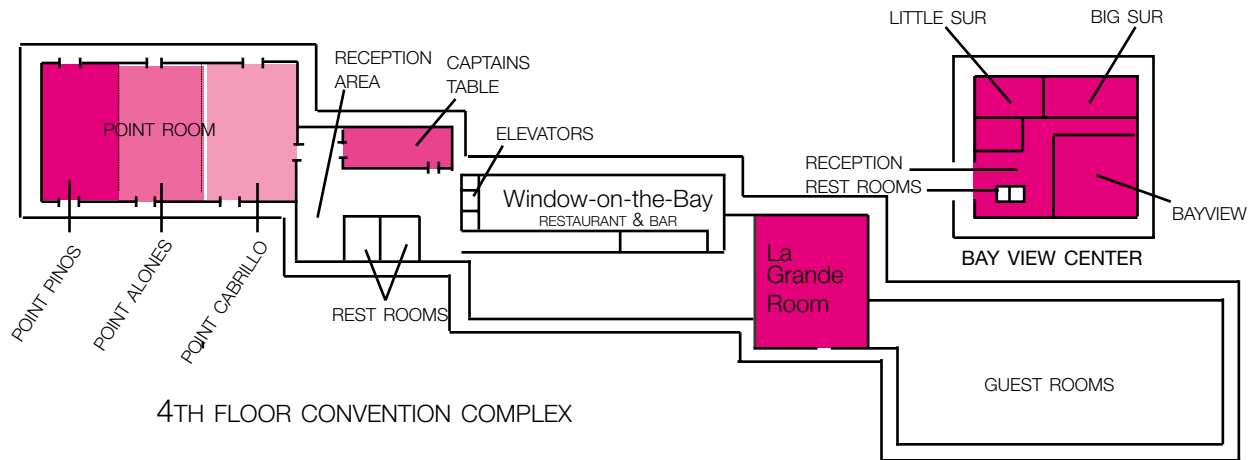 LITTLE SUR
BIG SUR
RECEPTION
AREA
CAPTAINS
TABLE
POINT ROOM
ELEVATORS
RECEPTION
REST ROOMS
Window-on-the-Bay
RESTAURANT & BAR
BAYVIEW
BAY VIEW CENTER
POINT PINOS
POINT ALONES
POINT CABRILLO
La
Grande
Room
REST ROOMS
GUEST ROOMS
4TH FLOOR CONVENTION COMPLEX